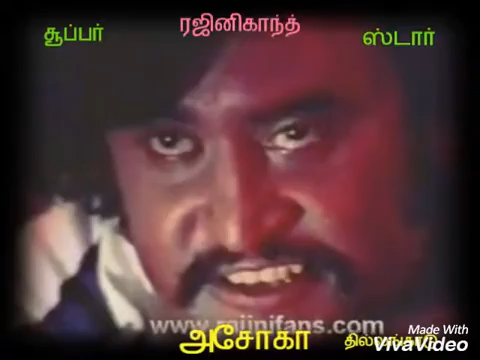 சூப்பர் ரஜினிகாந்த் ஸ்டார்
www.rajinifans.com
அசோகா
Made With
VivaVideo